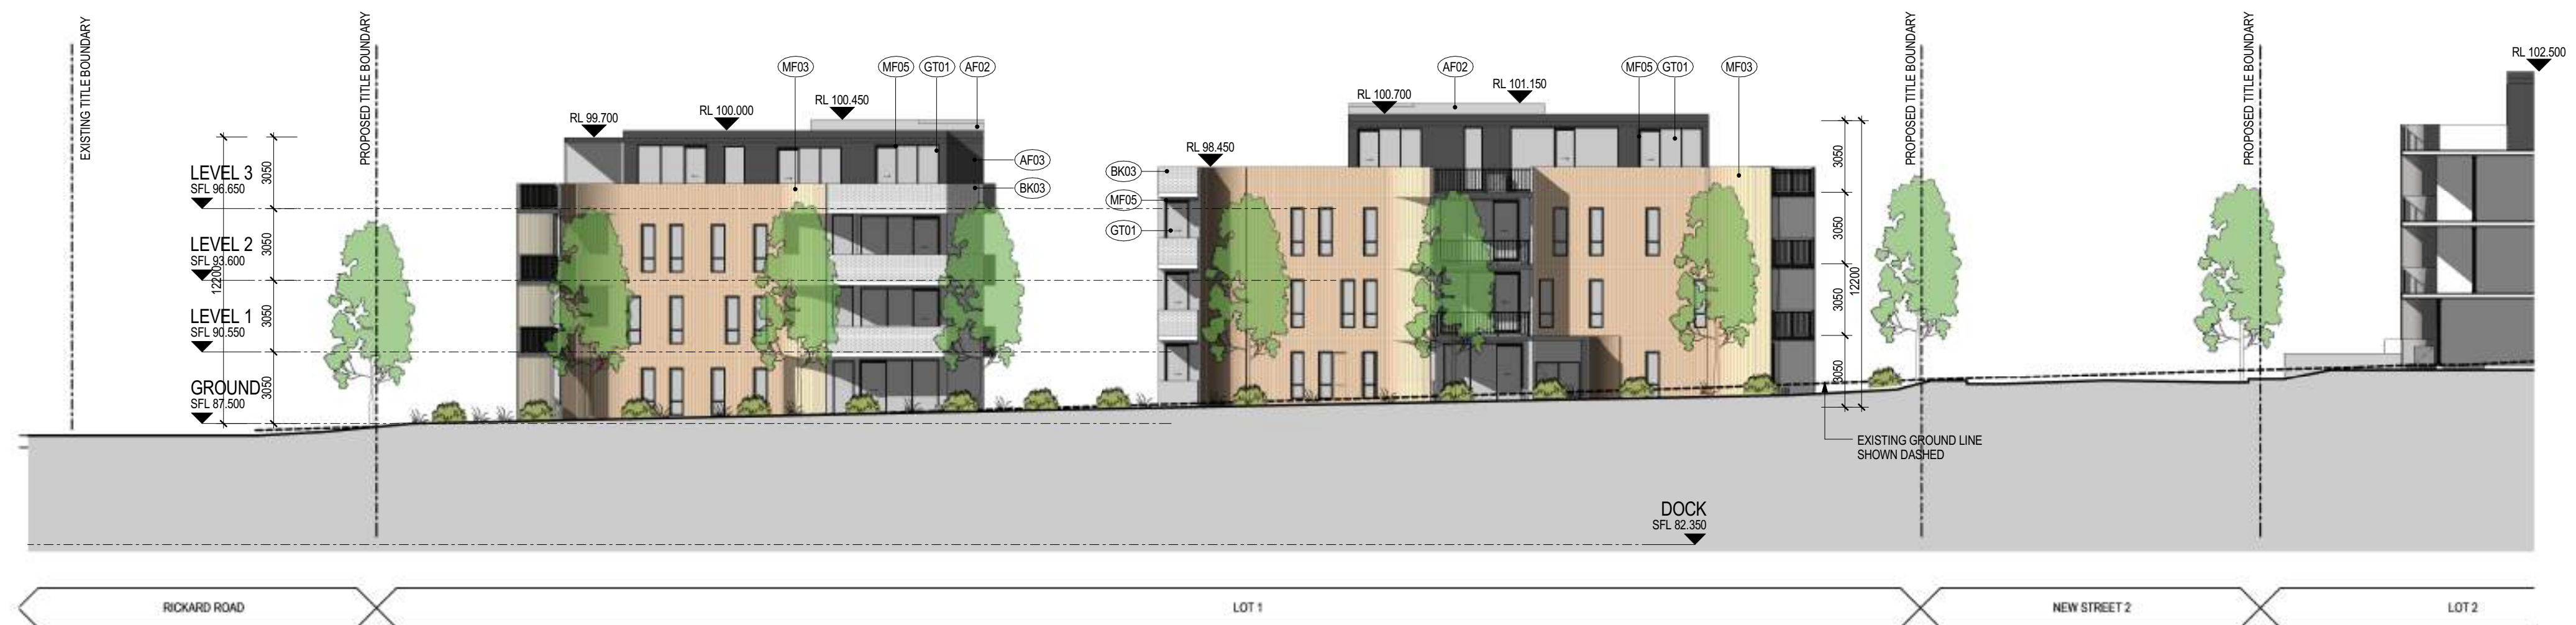 EXISTING TITLE BOUNDARY
PROPOSED TITLE BOUNDARY
PROPOSED TITLE BOUNDARY
PROPOSED TITLE BOUNDARY
RL 102.500
MF03
MF05
GT01
AF02
AF02
MF05
GT01
MF03
RL 99.700
RL 100.000
RL 100.450
RL 100.700
RL 101.150
RL 98.450
AF03
BK03
BK03
MF05
GT01
LEVEL 3
SFL 96.650
LEVEL 2
SFL 93.600
LEVEL 1
SFL 90.550
GROUND
SFL 87.500
12200
3050
3050
3050
3050
3050
3050
3050
3050
12200
EXISTING GROUND LINE
SHOWN DASHED
DOCK
SFL 82.350
RICKARD ROAD
LOT 1
NEW STREET 2
LOT 2